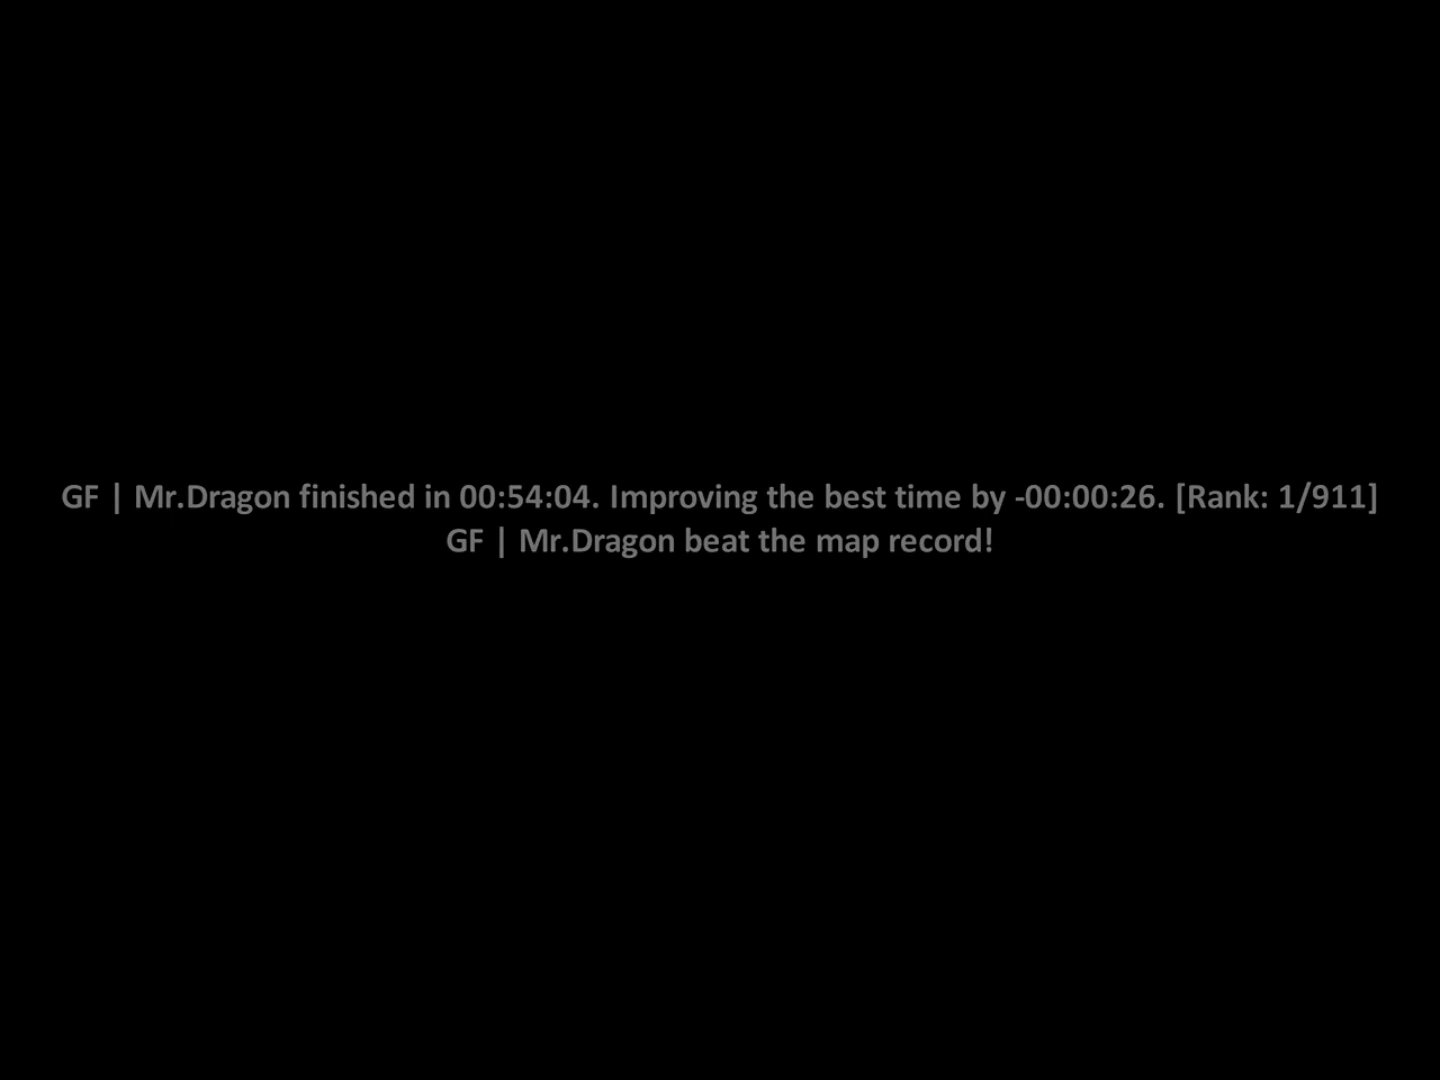 GF | Mr.Dragon finished in 00:54:04. Improving the best time by -00:00:26. [Rank: 1/911]
GF | Mr.Dragon beat the map record!